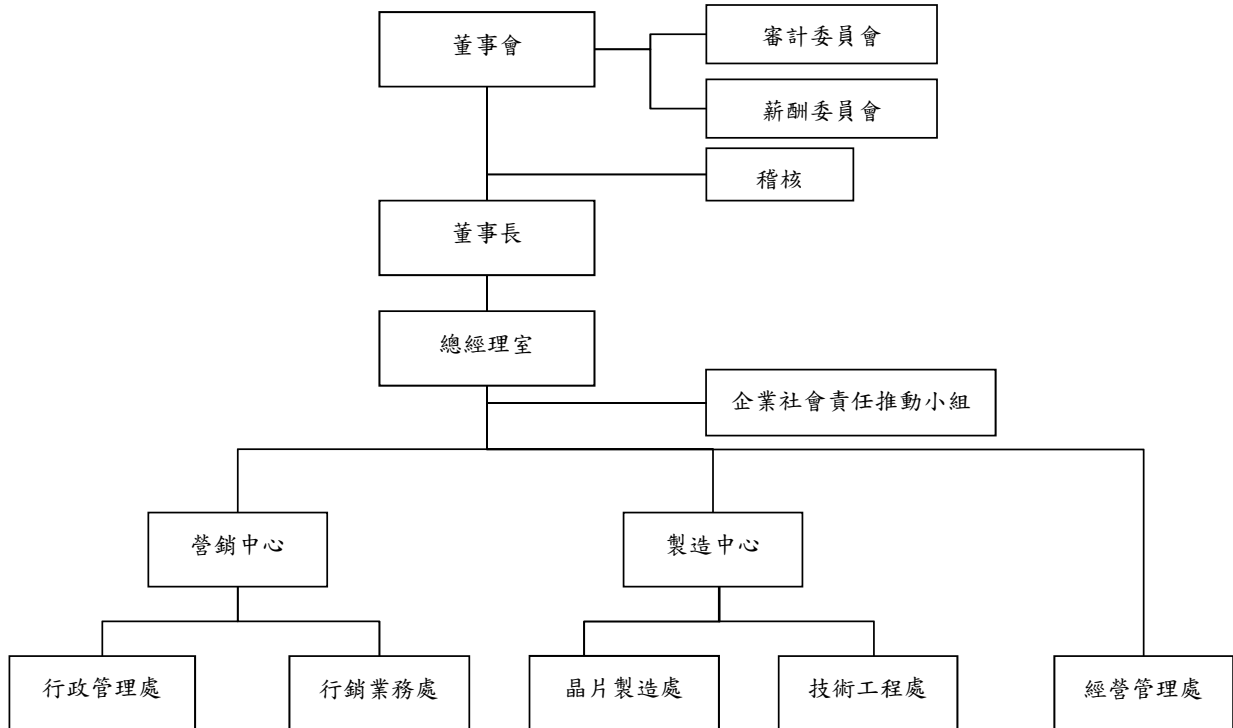 董事會
審計委員會
薪酬委員會
稽核
董事長
總經理室
企業社會責任推動小組
營銷中心
製造中心
行政管理處
行銷業務處
晶片製造處
技術工程處
經營管理處